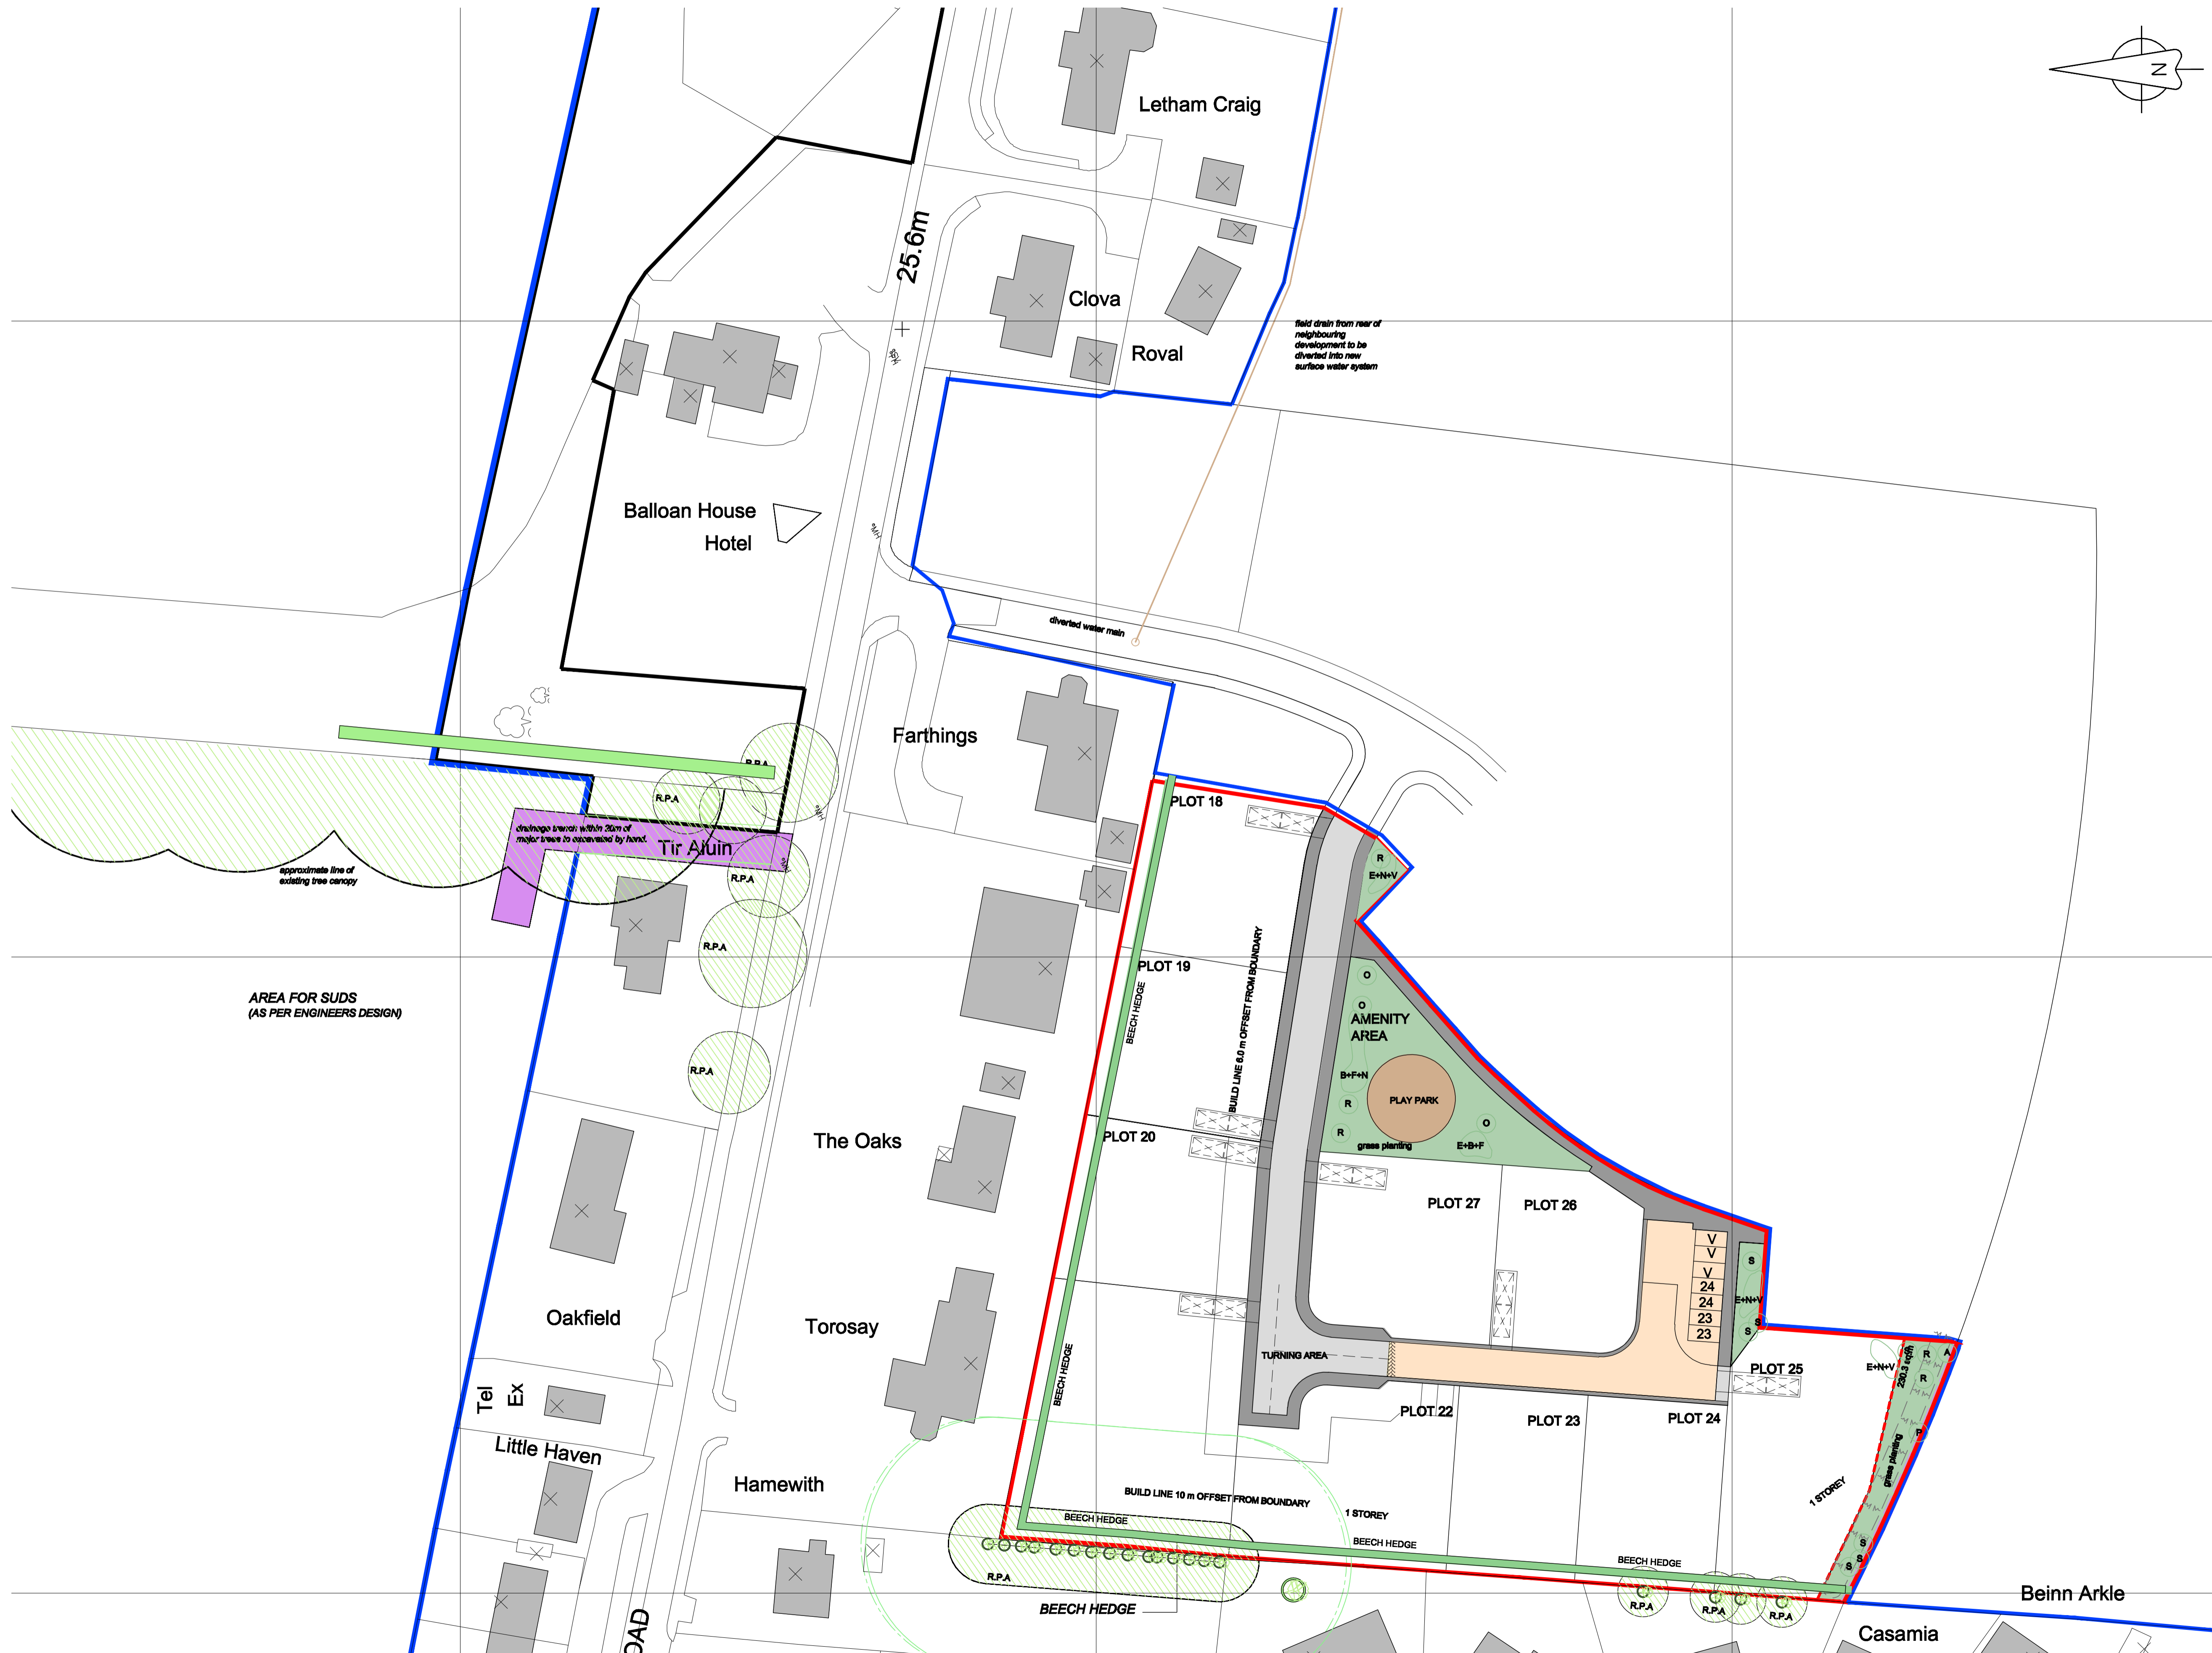 N
Letham Craig
25.6m
Clova
Roval
field drain from rear of
neighbouring
development to be
diverted into new
surface water system
Balloan House
Hotel
diverted water main
Farthings
R.P.A
R.P.A
PLOT 18
drainage trench within 20m of
major trees to excavated by hand.
Tir Aluin
approximate line of
existing tree canopy
R.P.A
R.P.A
R
E+N+V
PLOT 19
BEECH HEDGE
BUILD LINE 6.0 m OFFSET FROM BOUNDARY
AREA FOR SUDS
(AS PER ENGINEERS DESIGN)
O
O
AMENITY
AREA
R.P.A
B+F+N
PLAY PARK
R
R
O
grass planting
E+B+F
The Oaks
PLOT 20
PLOT 27
PLOT 26
V
V
V
24
24
23
23
S
E+N+V
S
S
Oakfield
Torosay
TURNING AREA
BEECH HEDGE
PLOT 25
E+N+V
230.3 sqm
R
A
R
P
grass planting
Tel
Ex
PLOT 22
PLOT 23
PLOT 24
Little Haven
Hamewith
BUILD LINE 10 m OFFSET FROM BOUNDARY
1 STOREY
1 STOREY
BEECH HEDGE
BEECH HEDGE
BEECH HEDGE
S
S
S
R.P.A
R.P.A
R.P.A
R.P.A
BEECH HEDGE
Beinn Arkle
Casamia
OAD